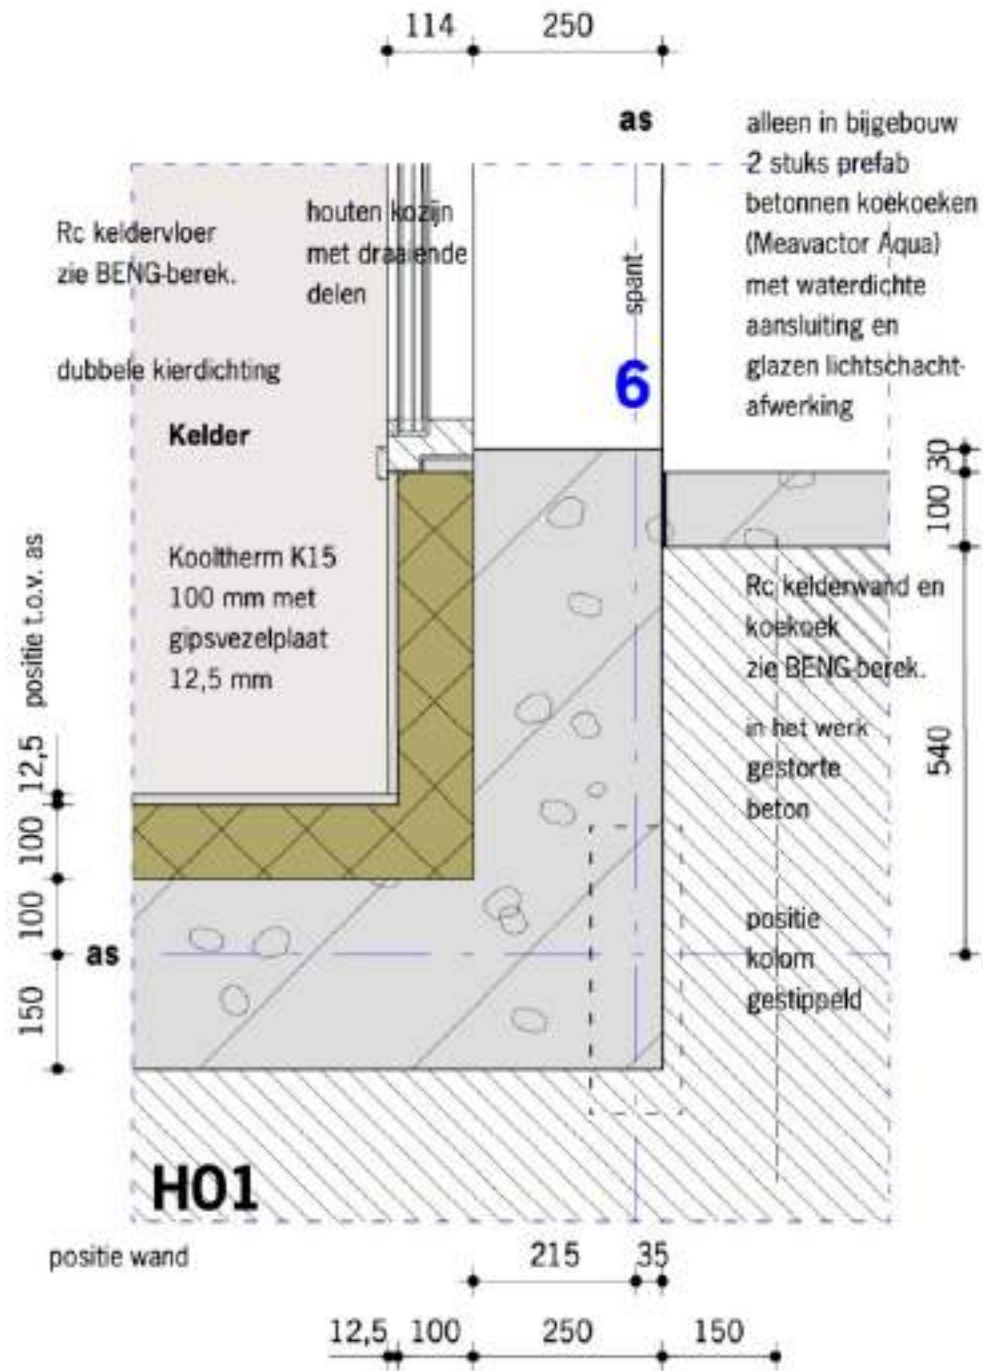 114
250
as
alleen in bijgebouw
2 stuks prefab
betonnen koekoeken
(Meavactor Aqua)
met waterdichte
aansluiting en
glazen lichtschacht-
afwerking
Rc keldervloer
zie BENG-berek.
houten kozijn
met draaiende
delen
spant
6
dubbele kierdichting
Kelder
30
100
540
Kooltherm K15
100 mm met
gipsvezelplaat
12,5 mm
Rc kelderwand en
koekoek
zie BENG-berek.
in het werk
gestorte
beton
positie t.o.v. as
12,5
100
100
150
as
positie
kolom
gestippeld
H01
positie wand
215
35
12,5
100
250
150